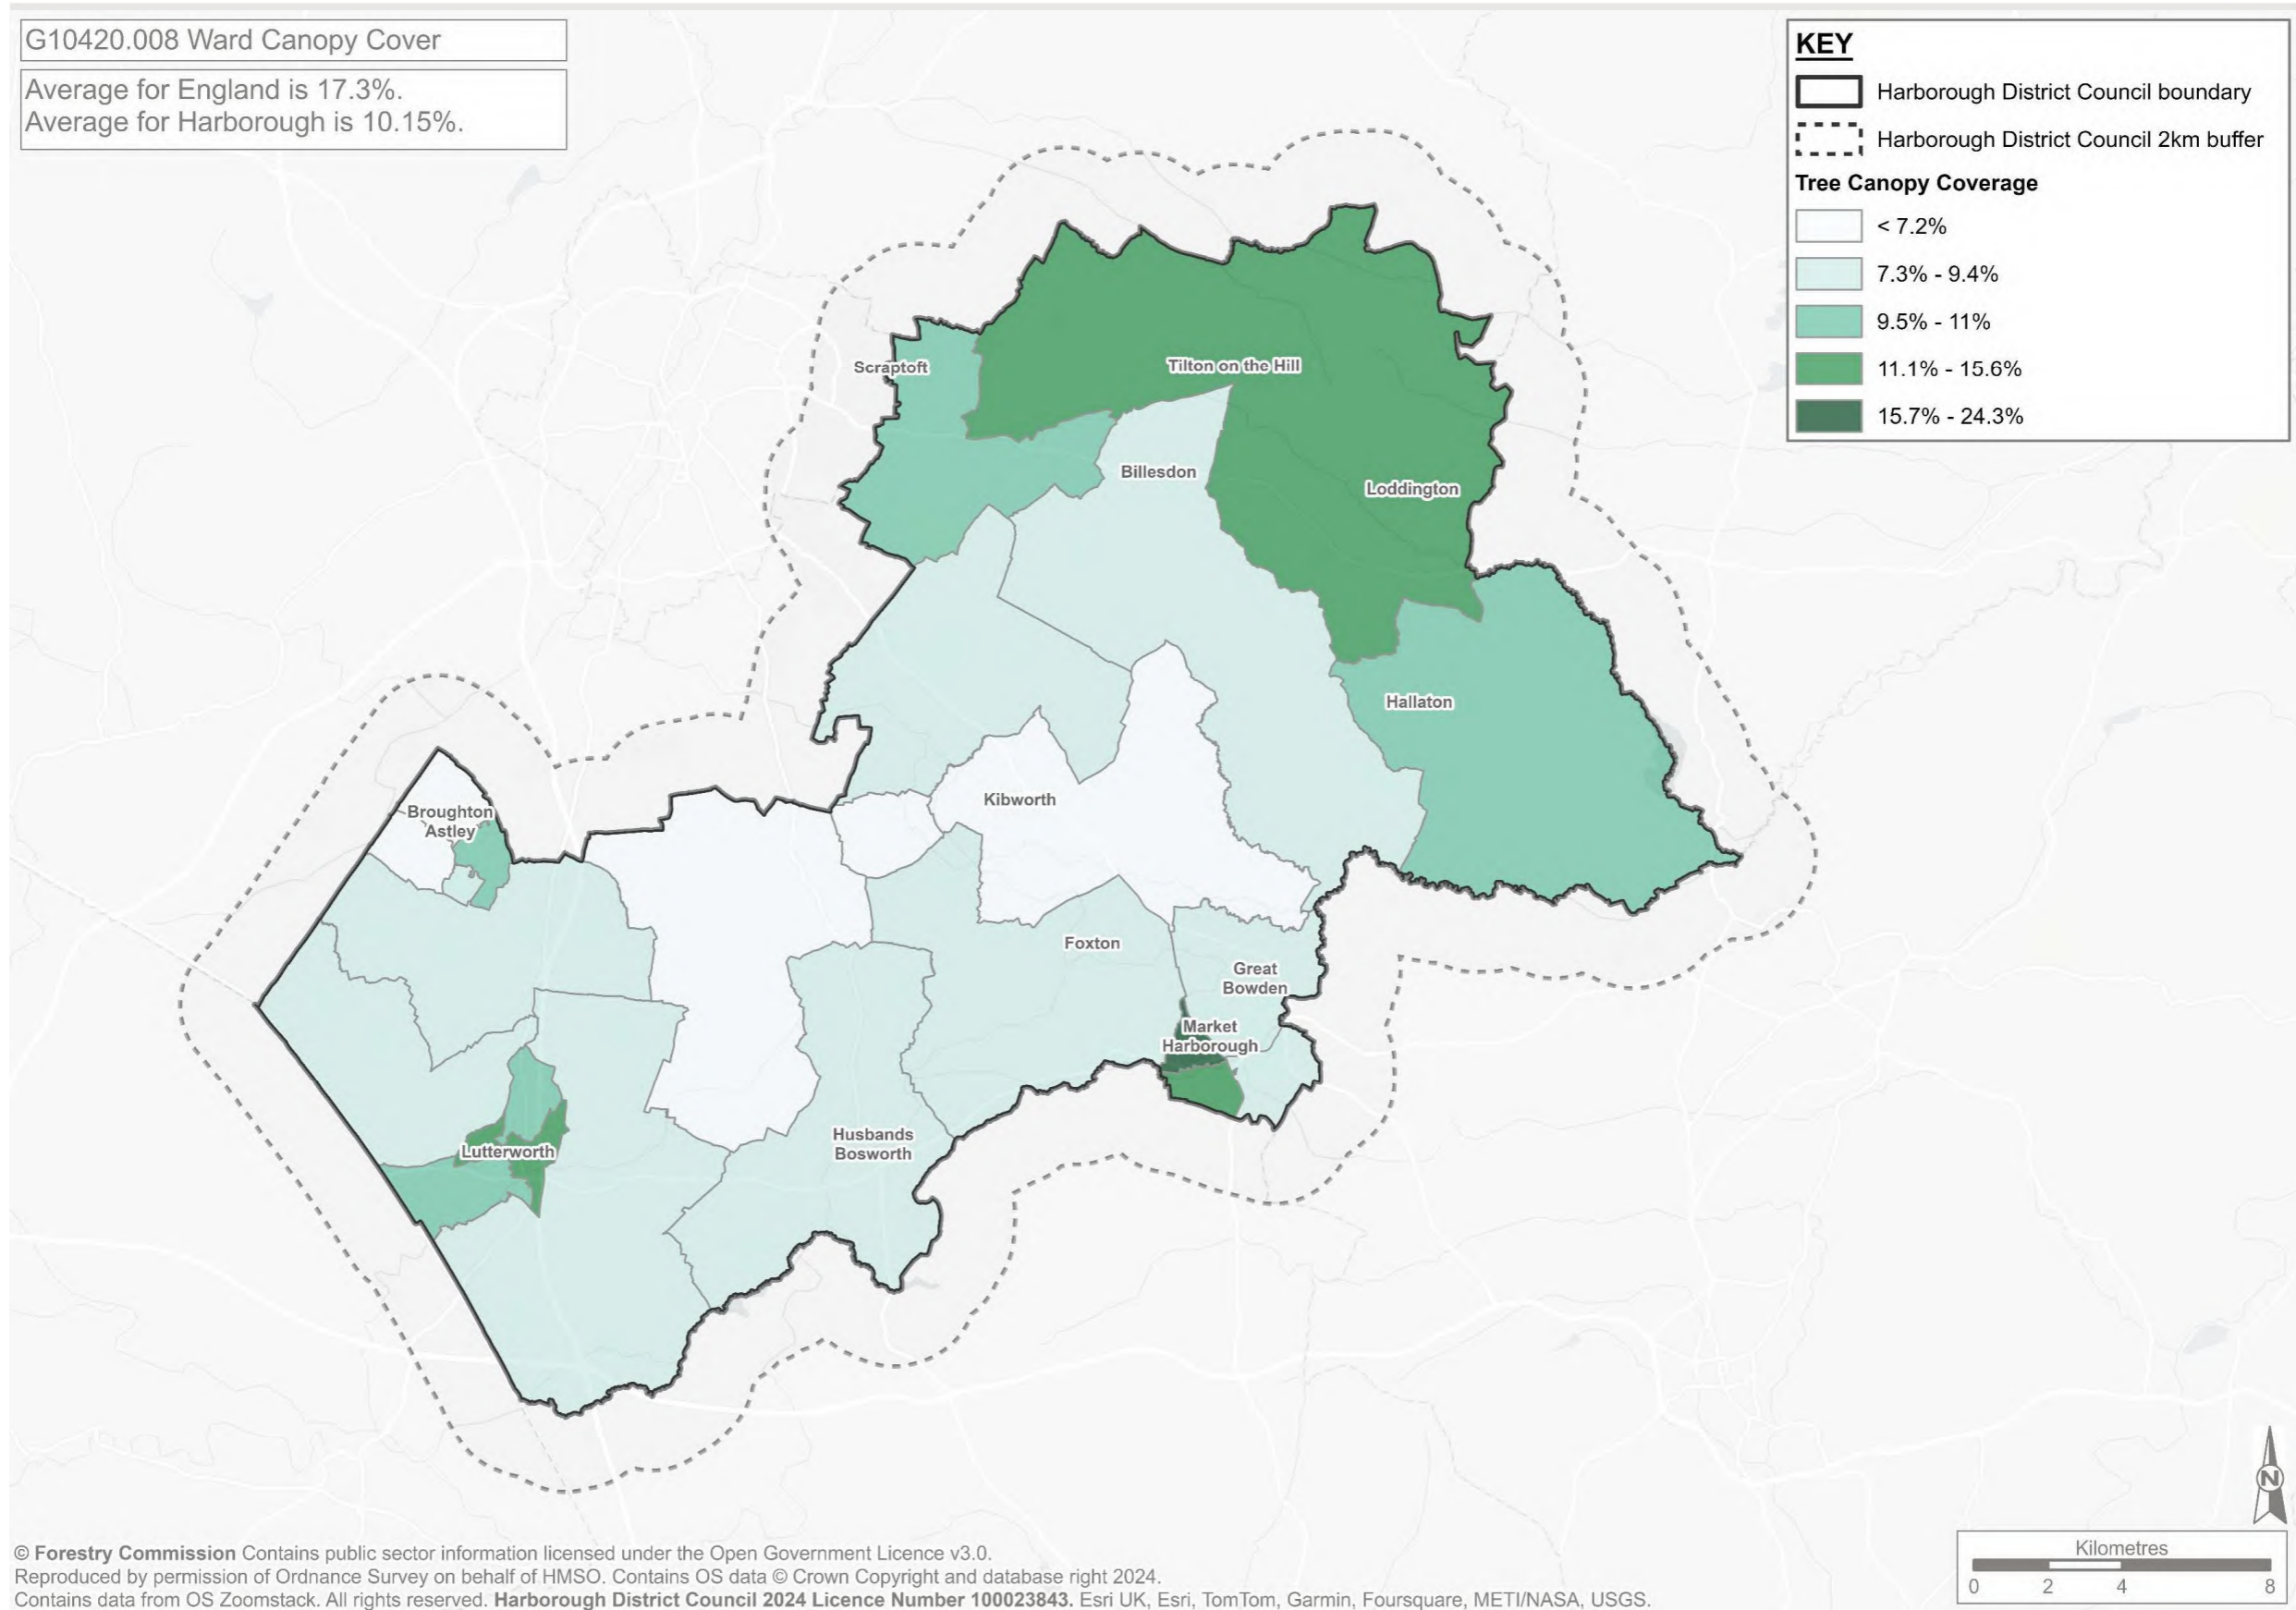 G10420.008 Ward Canopy Cover
Average for England is 17.3%.
Average for Harborough is 10.15%.
KEY
Harborough District Council boundary
Harborough District Council 2km buffer
Tree Canopy Coverage
< 7.2%
7.3% - 9.4%
9.5% - 11%
11.1% - 15.6%
15.7% - 24.3%
Scraptoft
Tilton on the Hill
Billesdon
Loddington
Hallaton
Kibworth
Broughton
Astley
Foxton
Great
Bowden
Market
Harborough
Husbands
Bosworth
Lutterworth
N
Kilometres
0 2 4 8
© Forestry Commission Contains public sector information licensed under the Open Government Licence v3.0.
Reproduced by permission of Ordnance Survey on behalf of HMSO. Contains OS data © Crown Copyright and database right 2024.
Contains data from OS Zoomstack. All rights reserved. Harborough District Council 2024 Licence Number 100023843. Esri UK, Esri, TomTom, Garmin, Foursquare, METI/NASA, USGS.